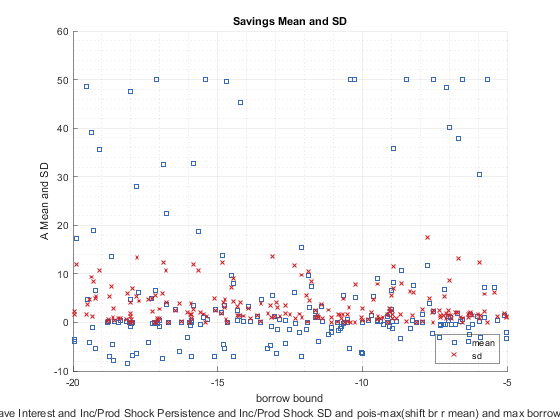 Savings Mean and SD
60
50
40
30
20
10
0
-10
A Mean and SD
mean
sd
-20
-15
-10
-5
borrow bound
ave Interest and Inc/Prod Shock Persistence and Inc/Prod Shock SD and pois-max(shift br r mean) and max borrow